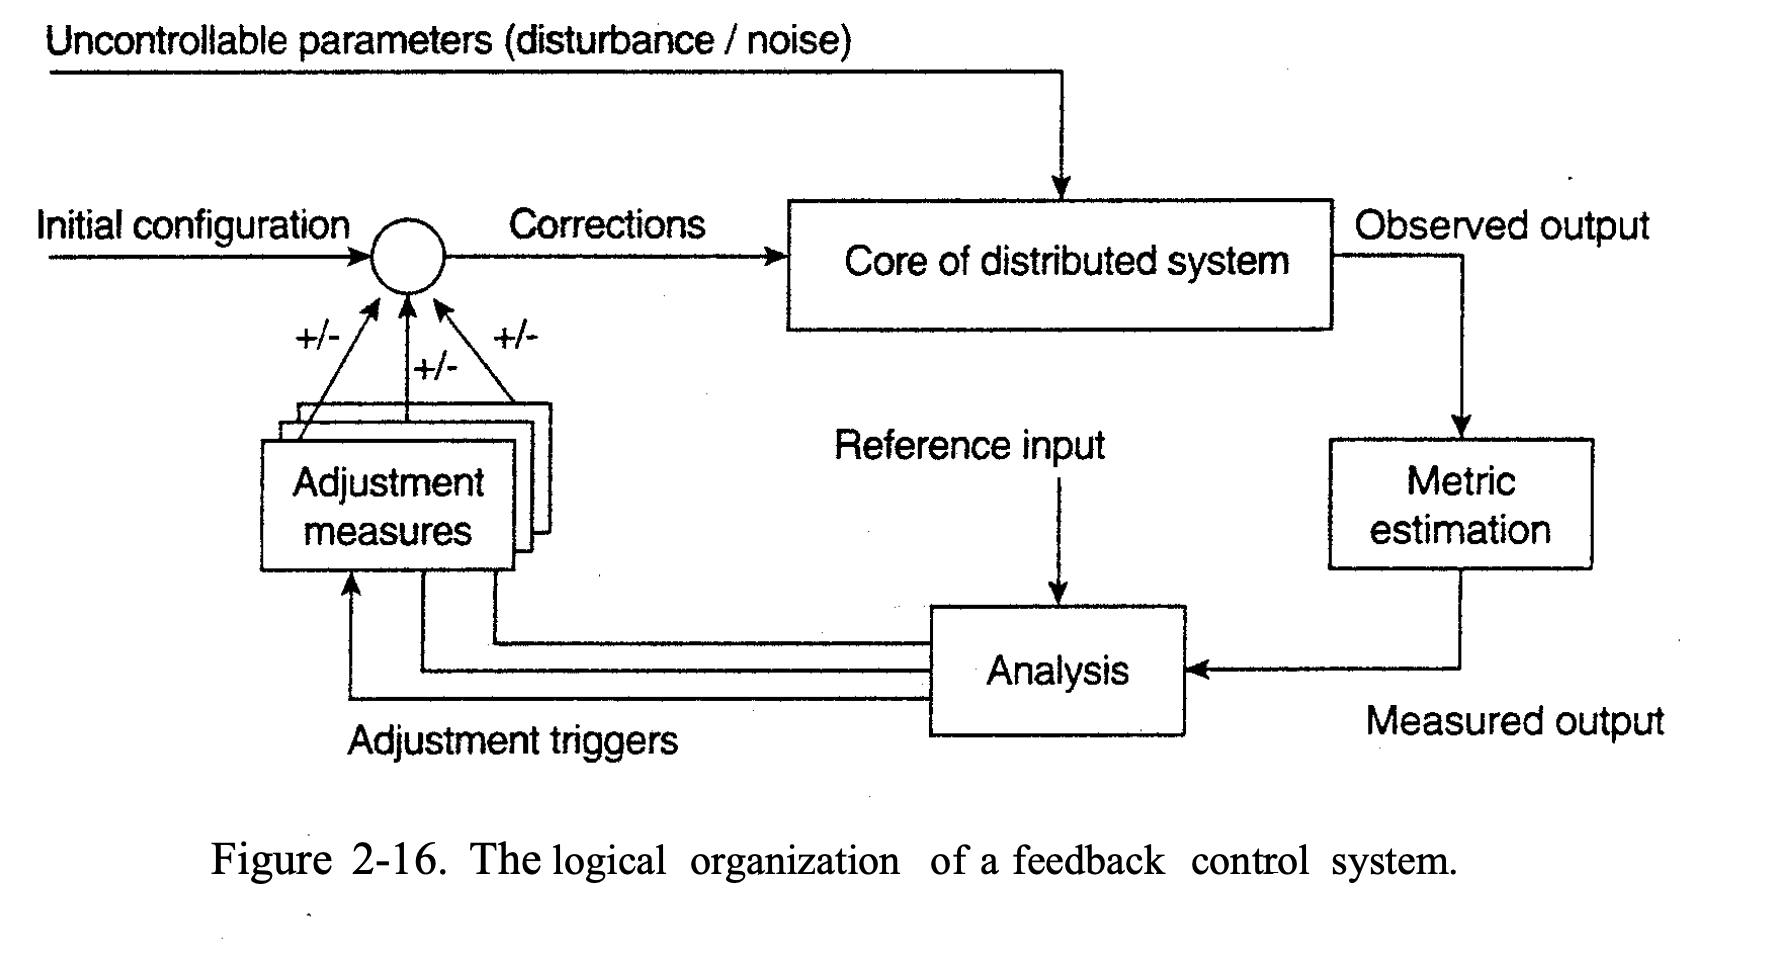 Uncontrollable parameters (disturbance / noise)
Initial configuration
Corrections
Core of distributed system
Observed output
+/-
+/-
+/-
Reference input
Adjustment
measures
Metric
estimation
Analysis
Adjustment triggers
Measured output
Figure 2-16. The logical organization of a feedback control system.